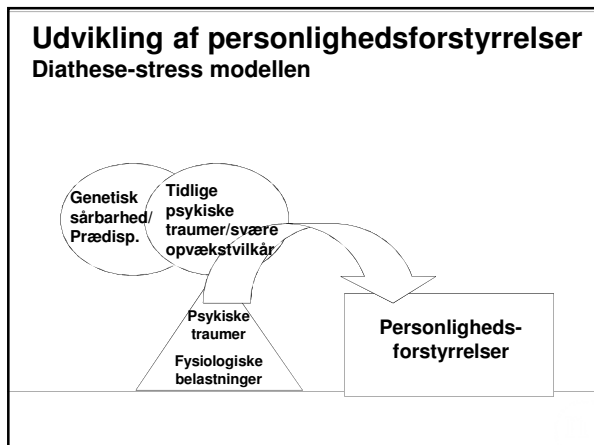 Udvikling af personlighedsforstyrrelser
Diathese-stress modellen
Genetisk
sårbarhed/
Prædisp.
Tidlige
psykiske
traumer/svære
opvækstvilkår
Psykiske
traumer
Fysiologiske
belastninger
Personligheds-
forstyrrelser